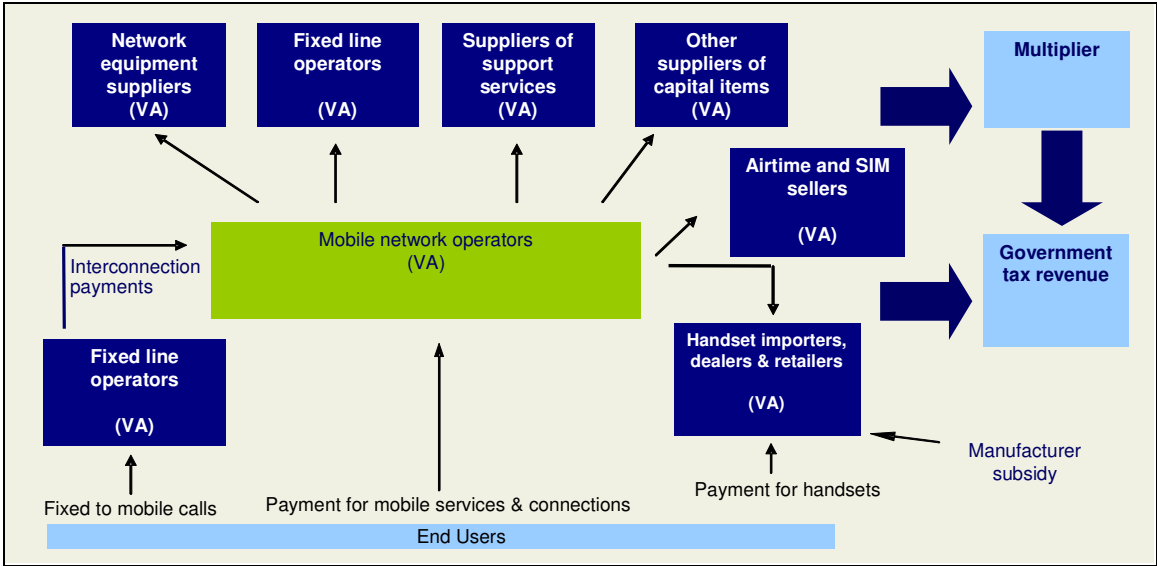 Network
equipment
suppliers
(VA)
Fixed line
operators
(VA)
Suppliers of
support
services
(VA)
Other
suppliers of
capital items
(VA)
Multiplier
Airtime and SIM
sellers
(VA)
Mobile network operators
(VA)
Interconnection
payments
Government
tax revenue
Fixed line
operators
(VA)
Handset importers,
dealers & retailers
(VA)
Manufacturer
subsidy
Fixed to mobile calls
Payment for mobile services & connections
Payment for handsets
End Users